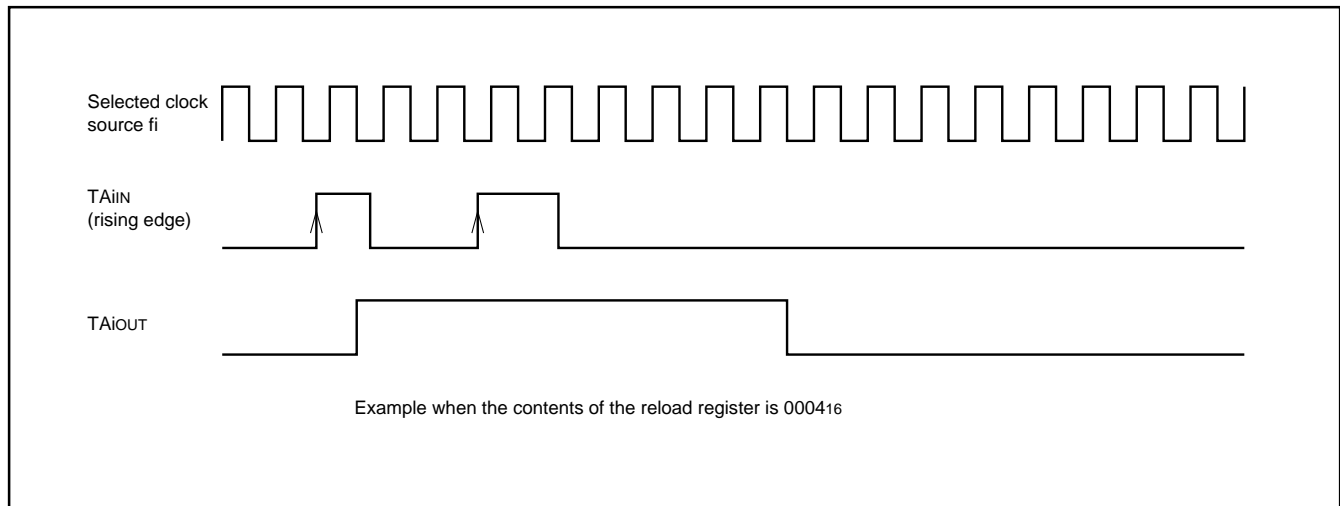 Selected clock
source fi
TAiIN
(rising edge)
TAiOUT
Example when the contents of the reload register is 000416